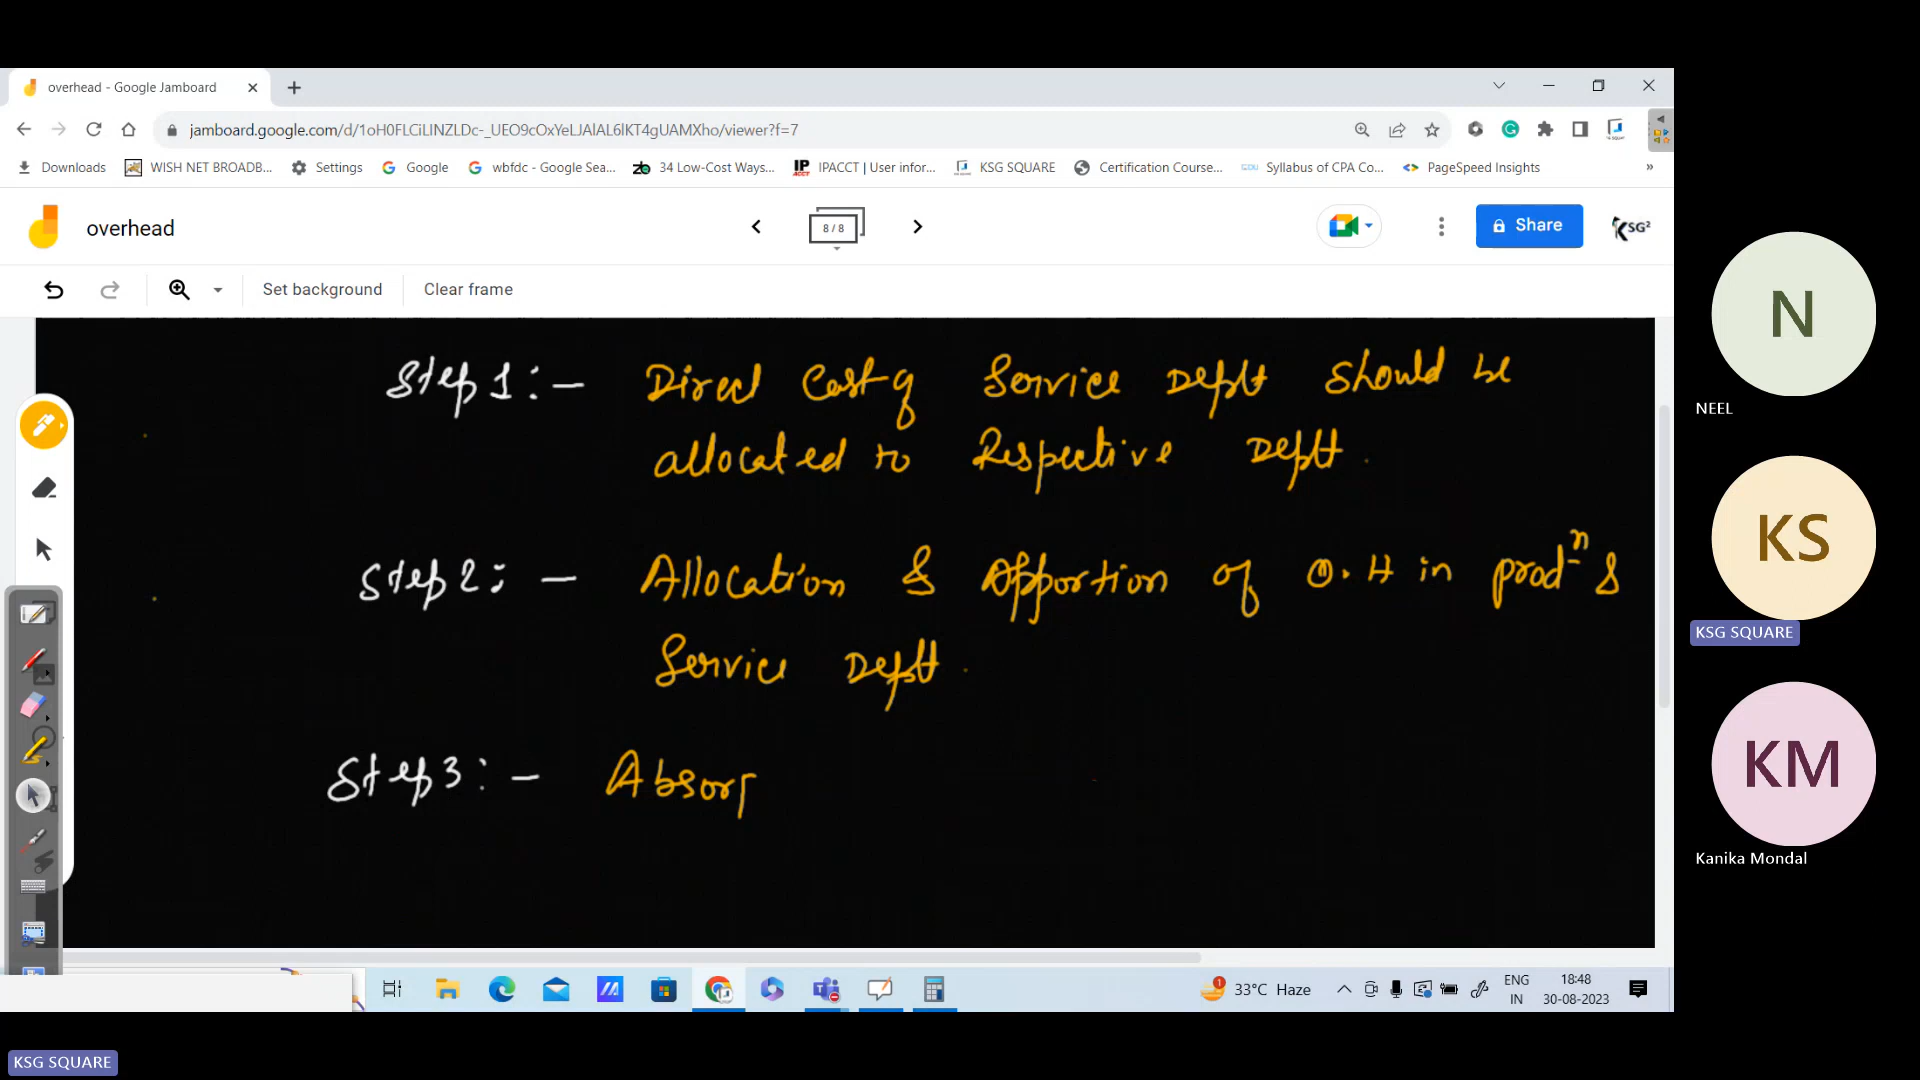 overhead - Google Jamboard
jamboard.google.com/d/1oH0FLCiLINZLDc-_UEO9cOxYeLJAlAL6lKT4gUAMXho/viewer?f=7
Downloads WISH NET BROADB... Settings Google wbfdc - Google Sea... 34 Low-Cost Ways... IPACCT | User infor... KSG SQUARE Certification Course... Syllabus of CPA Co... PageSpeed Insights »
overhead 8 / 8 Share KSG²
Set background Clear frame
Step 1:- Direct Cost of Service Deptt should be
allocated to Respective Deptt.
Step 2:- Allocation & Apportion of O.H in prodⁿ &
Service Deptt.
Step 3:- Absorp
N
NEEL
KS
KSG SQUARE
KM
Kanika Mondal
1 33°C Haze ENG 18:48
IN 30-08-2023
KSG SQUARE